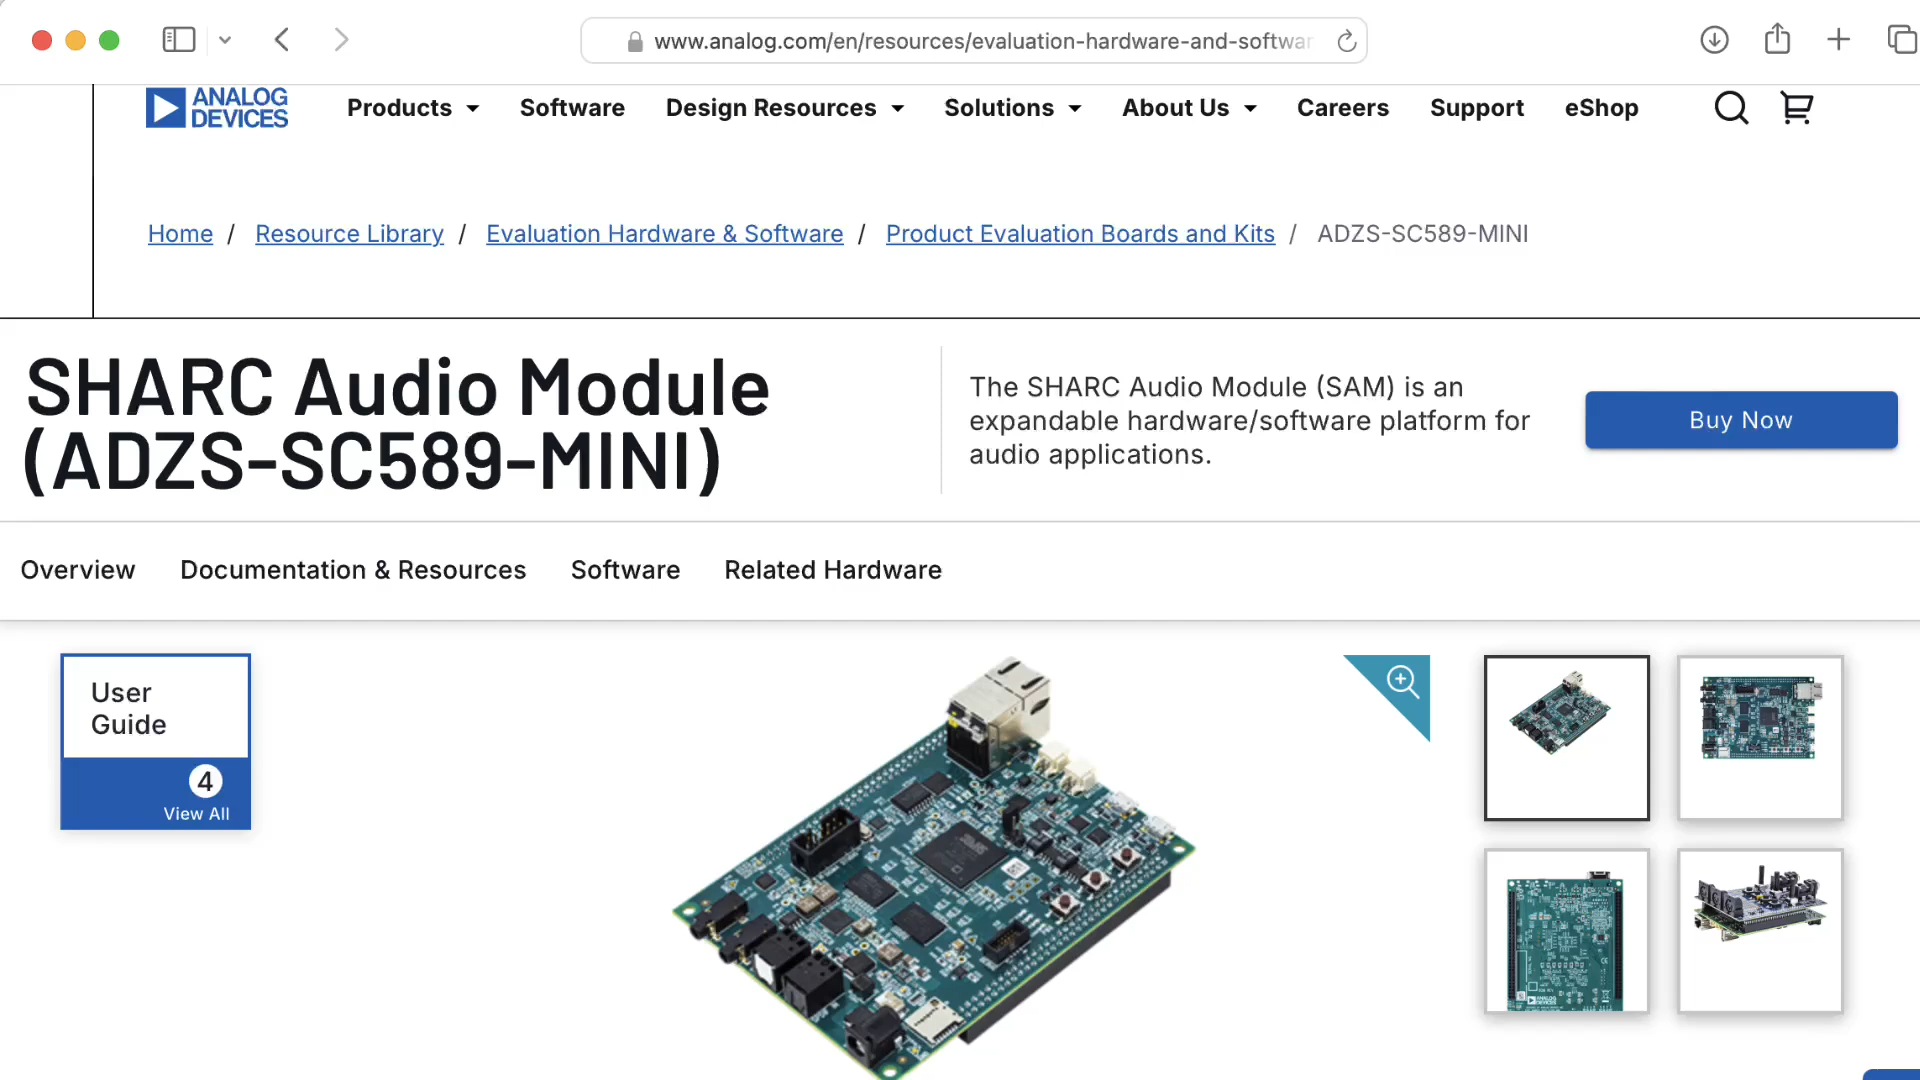 www.analog.com/en/resources/evaluation-hardware-and-softwar
ANALOG
DEVICES
Products Software Design Resources Solutions About Us Careers Support eShop
Home / Resource Library / Evaluation Hardware & Software / Product Evaluation Boards and Kits / ADZS-SC589-MINI
SHARC Audio Module
(ADZS-SC589-MINI)
The SHARC Audio Module (SAM) is an
expandable hardware/software platform for
audio applications.
Buy Now
Overview Documentation & Resources Software Related Hardware
User
Guide
4
View All
ANALOG
DEVICES